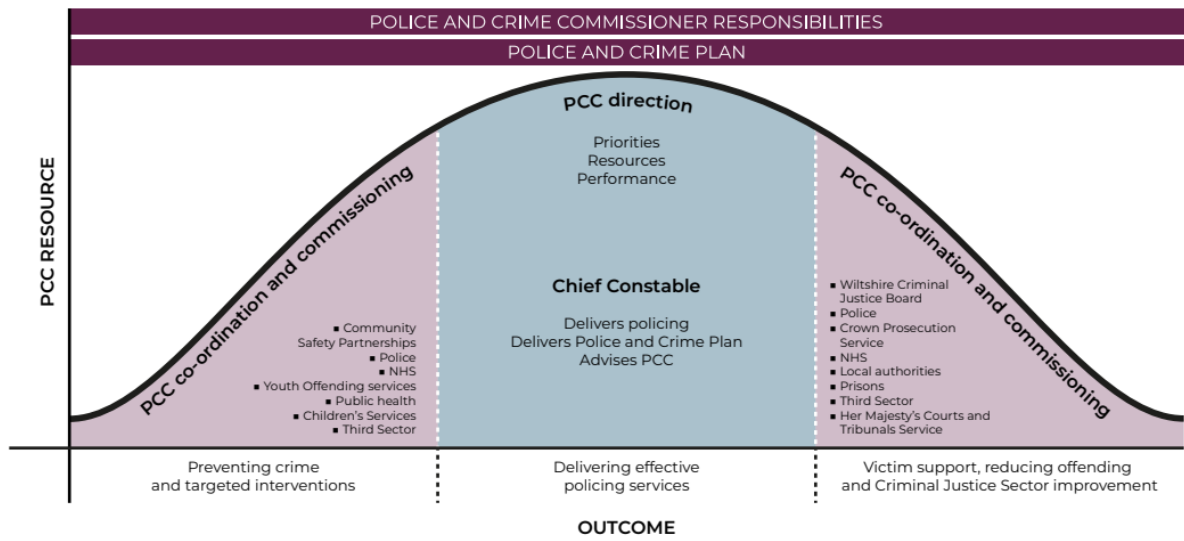 POLICE AND CRIME COMMISSIONER RESPONSIBILITIES
POLICE AND CRIME PLAN
PCC RESOURCE
PCC co-ordination and commissioning
▪ Community
Safety Partnerships
▪ Police
▪ NHS
▪ Youth Offending services
▪ Public health
▪ Children's Services
▪ Third Sector
PCC direction
Priorities
Resources
Performance
Chief Constable
Delivers policing
Delivers Police and Crime Plan
Advises PCC
PCC co-ordination and commissioning
▪ Wiltshire Criminal
Justice Board
▪ Police
▪ Crown Prosecution
Service
▪ NHS
▪ Local authorities
▪ Prisons
▪ Third Sector
▪ Her Majesty's Courts and
Tribunals Service
Preventing crime
and targeted interventions
Delivering effective
policing services
Victim support, reducing offending
and Criminal Justice Sector improvement
OUTCOME